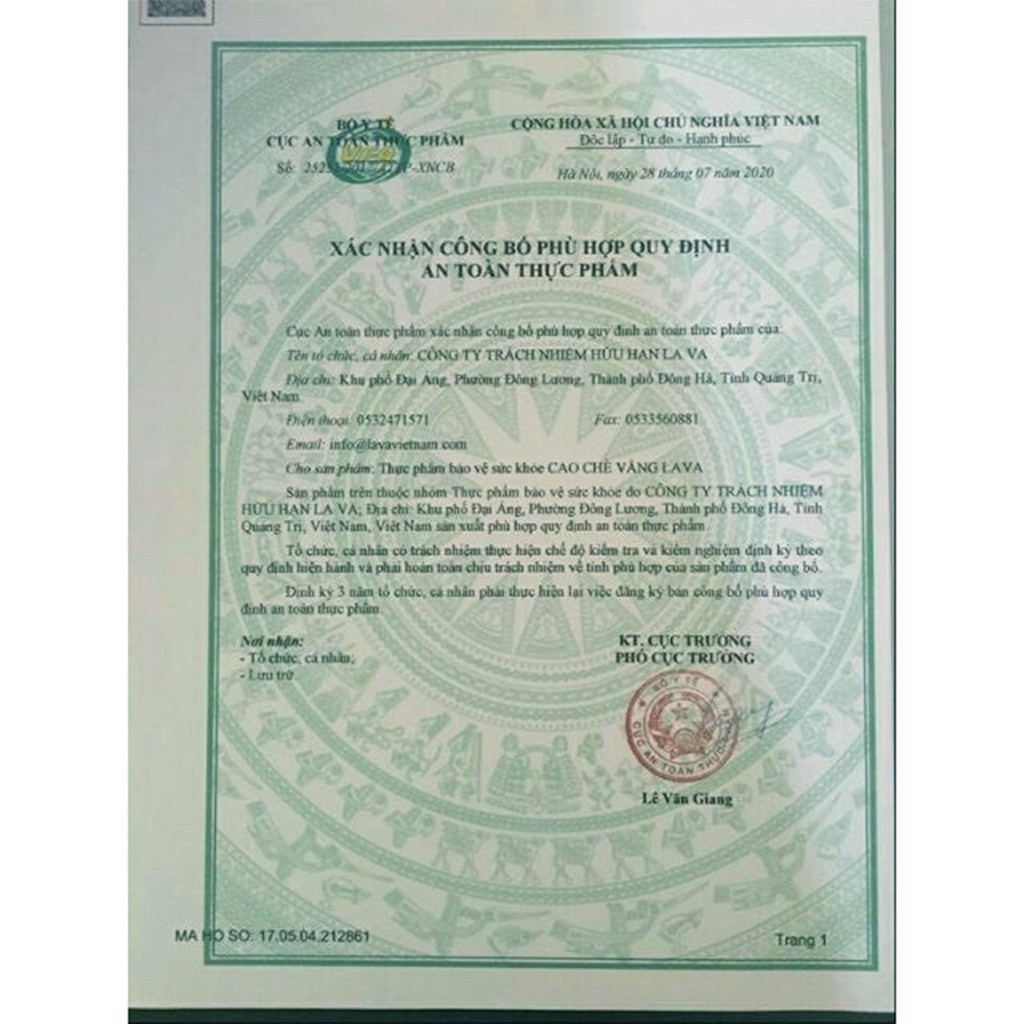 BỘ Y TẾ
CỤC AN TOÀN THỰC PHẨM
Số:
CỘNG HÒA XÃ HỘI CHỦ NGHĨA VIỆT NAM
Độc lập - Tự do - Hạnh phúc
Hà Nội, ngày 28 tháng 07 năm 2020
XÁC NHẬN CÔNG BỐ PHÙ HỢP QUY ĐỊNH
AN TOÀN THỰC PHẨM
Cục An toàn thực phẩm xác nhận công bố phù hợp quy định an toàn thực phẩm của:
Tên tổ chức, cá nhân: CÔNG TY TRÁCH NHIỆM HỮU HẠN LA VA
Địa chỉ: Khu phố Đại Áng, Phường Đông Lương, Thành phố Đông Hà, Tỉnh Quảng Trị,
Việt Nam
Điện thoại: 0532471571 Fax: 0533560881
Email: info@lavavietnam.com
Cho sản phẩm: Thực phẩm bảo vệ sức khỏe CAO CHÈ VẰNG LAVA
Sản phẩm trên thuộc nhóm Thực phẩm bảo vệ sức khỏe do CÔNG TY TRÁCH NHIỆM
HỮU HẠN LA VA; Địa chỉ: Khu phố Đại Áng, Phường Đông Lương, Thành phố Đông Hà, Tỉnh
Quảng Trị, Việt Nam, Việt Nam sản xuất phù hợp quy định an toàn thực phẩm
Tổ chức, cá nhân có trách nhiệm thực hiện chế độ kiểm tra và kiểm nghiệm định kỳ theo
quy định hiện hành và phải hoàn toàn chịu trách nhiệm về tính phù hợp của sản phẩm đã công bố.
Định kỳ 3 năm tổ chức, cá nhân phải thực hiện lại việc đăng ký bản công bố phù hợp quy
định an toàn thực phẩm
Nơi nhận:
- Tổ chức, cá nhân;
- Lưu trữ
KT. CỤC TRƯỞNG
PHÓ CỤC TRƯỞNG
BỘ Y TẾ
CỤC AN TOÀN THỰC
Lê Văn Giang
MA HO SO: 17.05.04.212861
Trang 1